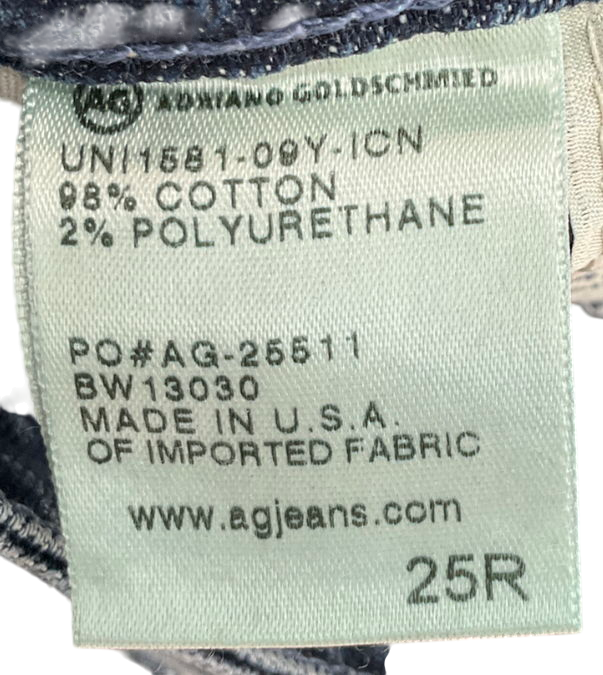 AG ADRIANO GOLDSCHMIED
UNI1581-09Y-ICN
98% COTTON
2% POLYURETHANE
PO#AG-25511
BW13030
MADE IN U.S.A.
OF IMPORTED FABRIC
www.agjeans.com
25R